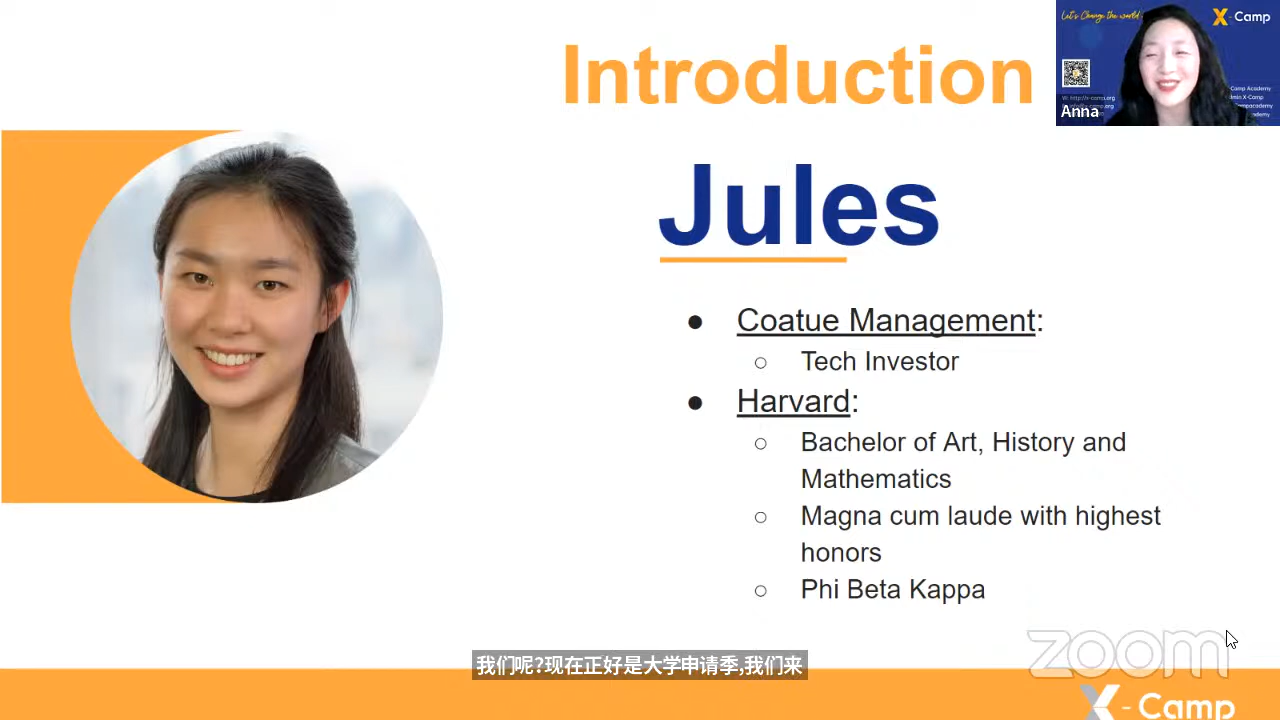 Introduction
Let's Change the world
X - Camp
Camp Academy
Anna
Jules
● Coatue Management:
○ Tech Investor
● Harvard:
○ Bachelor of Art, History and
Mathematics
○ Magna cum laude with highest
honors
○ Phi Beta Kappa
zoom
我们呢?现在正好是大学申请季,我们来
X - Camp